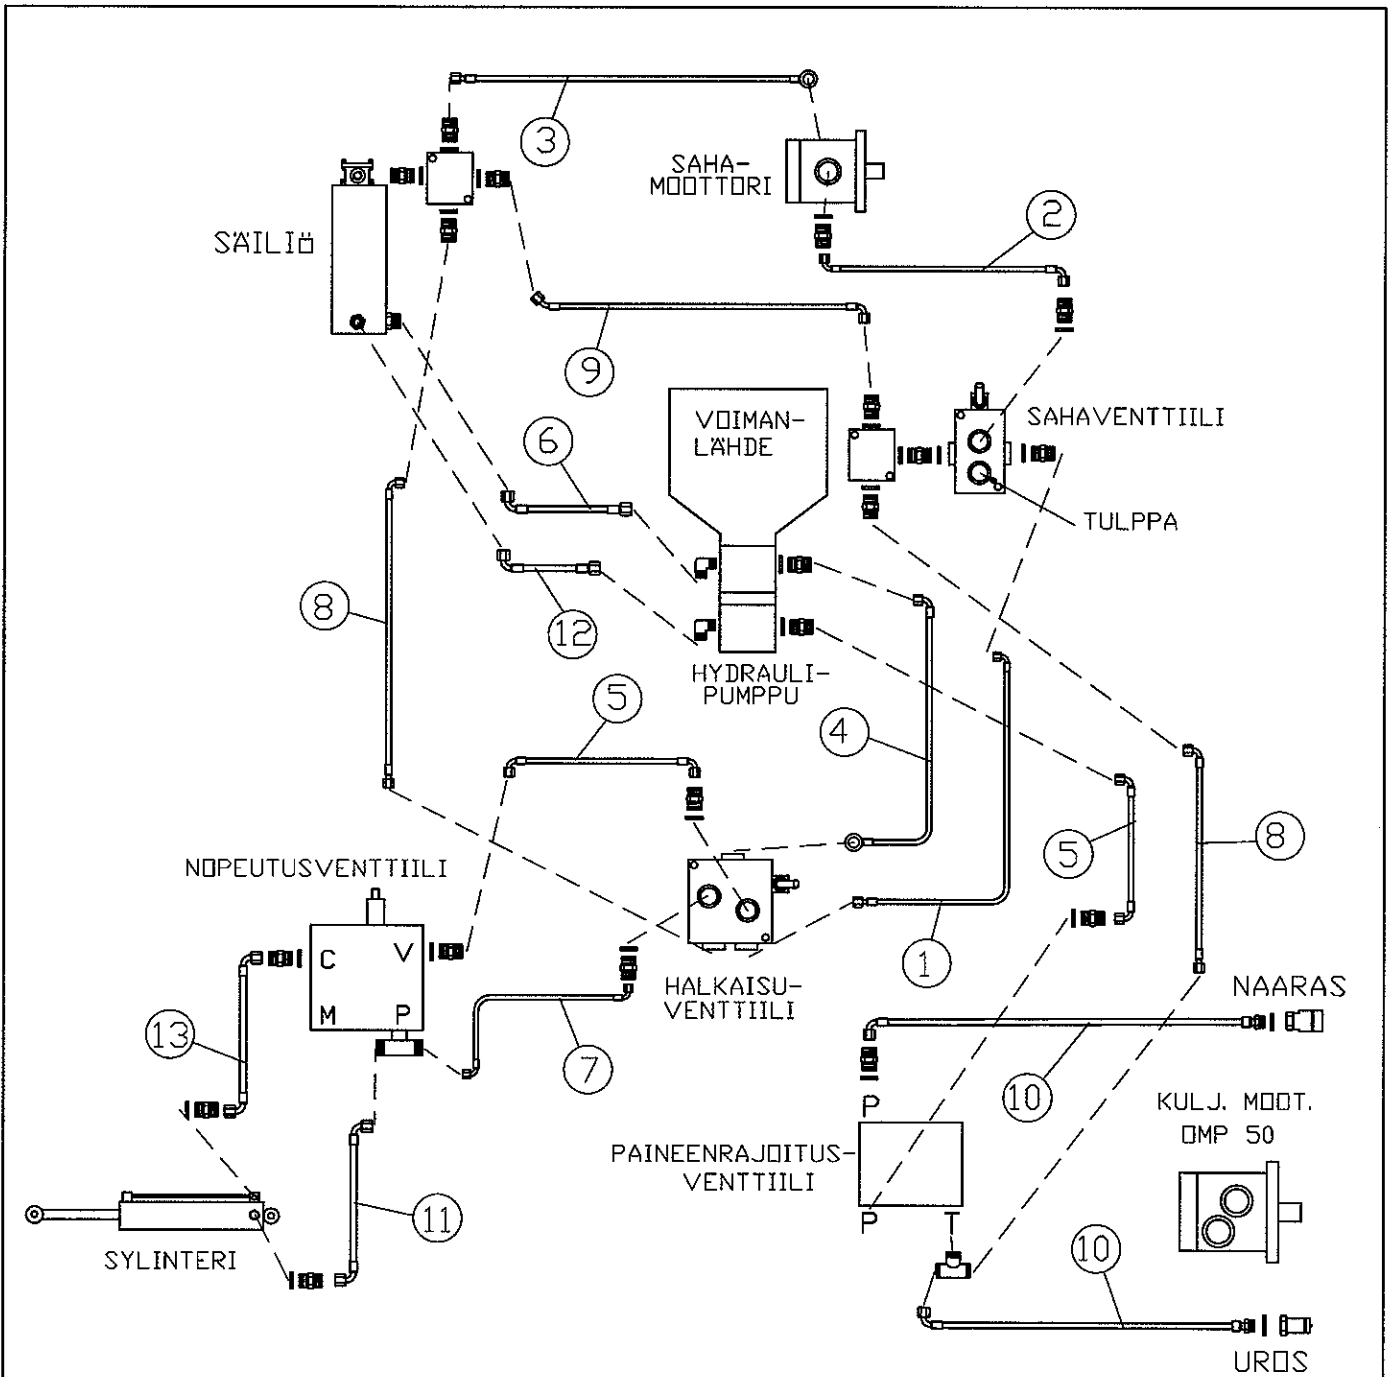 3
SAHA-
MOOTTORI
2
SÄILIÖ
9
VOIMAN-
LÄHDE
SAHAVENTTIILI
6
TULPPA
8
12
HYDRAULI-
PUMPPU
5
4
5
8
NOPEUTUSVENTTIILI
C V
M P
1
HALKAISU-
VENTTIILI
NAARAS
13
7
10
P
KULJ. MOOT.
OMP 50
PAINEENRAJOITUS-
VENTTIILI
11
P T
SYLINTERI
10
UROS